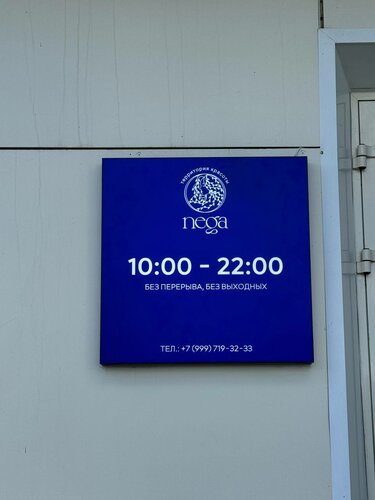 территория красоты
nega
10:00 - 22:00
БЕЗ ПЕРЕРЫВА, БЕЗ ВЫХОДНЫХ
ТЕЛ.: +7 (999) 719-32-33